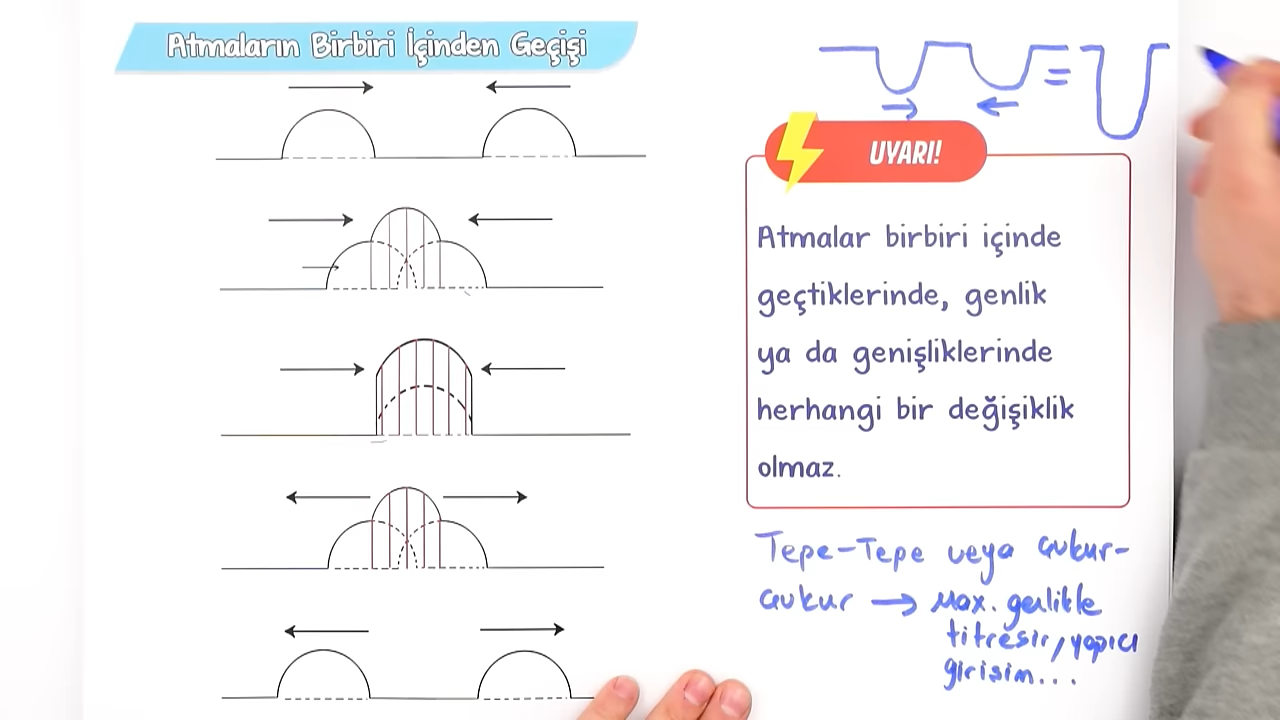 Atmaların Birbiri İçinden Geçişi
=
UYARI!
Atmalar birbiri içinde
geçtiklerinde, genlik
ya da genişliklerinde
herhangi bir değişiklik
olmaz.
Tepe-Tepe veya çukur-
çukur → Max. genlikle
titreşir, yapıcı
girişim...